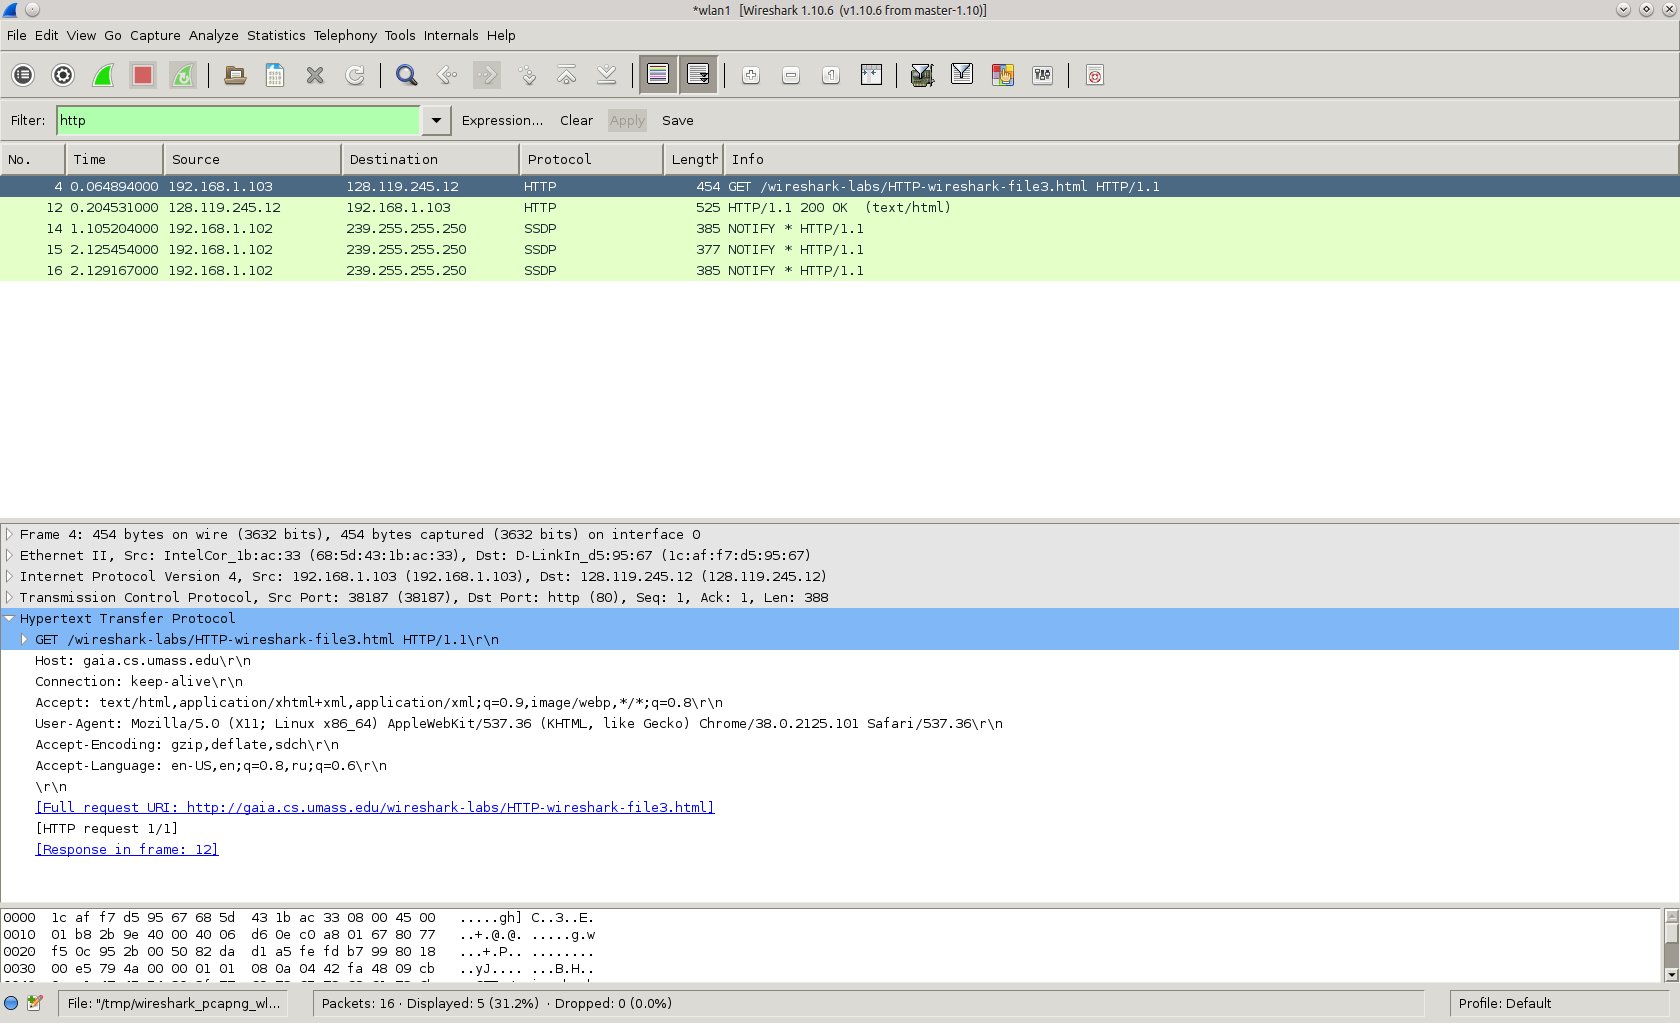 *wlan1 [Wireshark 1.10.6 (v1.10.6 from master-1.10)]
File Edit View Go Capture Analyze Statistics Telephony Tools Internals Help
Filter: http Expression... Clear Apply Save
No. Time Source Destination Protocol Length Info
4 0.064894000 192.168.1.103 128.119.245.12 HTTP 454 GET /wireshark-labs/HTTP-wireshark-file3.html HTTP/1.1
12 0.204531000 128.119.245.12 192.168.1.103 HTTP 525 HTTP/1.1 200 OK (text/html)
14 1.105204000 192.168.1.102 239.255.255.250 SSDP 385 NOTIFY * HTTP/1.1
15 2.125454000 192.168.1.102 239.255.255.250 SSDP 377 NOTIFY * HTTP/1.1
16 2.129167000 192.168.1.102 239.255.255.250 SSDP 385 NOTIFY * HTTP/1.1
Frame 4: 454 bytes on wire (3632 bits), 454 bytes captured (3632 bits) on interface 0
Ethernet II, Src: IntelCor_1b:ac:33 (68:5d:43:1b:ac:33), Dst: D-LinkIn_d5:95:67 (1c:af:f7:d5:95:67)
Internet Protocol Version 4, Src: 192.168.1.103 (192.168.1.103), Dst: 128.119.245.12 (128.119.245.12)
Transmission Control Protocol, Src Port: 38187 (38187), Dst Port: http (80), Seq: 1, Ack: 1, Len: 388
Hypertext Transfer Protocol
GET /wireshark-labs/HTTP-wireshark-file3.html HTTP/1.1\r\n
Host: gaia.cs.umass.edu\r\n
Connection: keep-alive\r\n
Accept: text/html,application/xhtml+xml,application/xml;q=0.9,image/webp,*/*;q=0.8\r\n
User-Agent: Mozilla/5.0 (X11; Linux x86_64) AppleWebKit/537.36 (KHTML, like Gecko) Chrome/38.0.2125.101 Safari/537.36\r\n
Accept-Encoding: gzip,deflate,sdch\r\n
Accept-Language: en-US,en;q=0.8,ru;q=0.6\r\n
\r\n
[Full request URI: http://gaia.cs.umass.edu/wireshark-labs/HTTP-wireshark-file3.html]
[HTTP request 1/1]
[Response in frame: 12]
0000 1c af f7 d5 95 67 68 5d 43 1b ac 33 08 00 45 00 .....gh] C..3..E.
0010 01 b8 2b 9e 40 00 40 06 d6 0e c0 a8 01 67 80 77 ..+.@.@. .....g.w
0020 f5 0c 95 2b 00 50 82 da d1 a5 fe fd b7 99 80 18 ...+.P.. ........
0030 00 e5 79 4a 00 00 01 01 08 0a 04 42 fa 48 09 cb ..yJ.... ...B.H..
File: "/tmp/wireshark_pcapng_wl... Packets: 16 · Displayed: 5 (31.2%) · Dropped: 0 (0.0%) Profile: Default